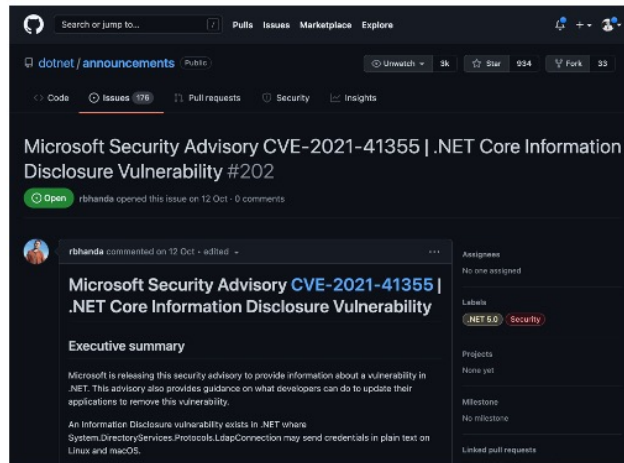 Search or jump to...
/
Pulls Issues Marketplace Explore
dotnet / announcements Public
Unwatch 3k
Star 934
Fork 33
Code
Issues 176
Pull requests
Security
Insights
Microsoft Security Advisory CVE-2021-41355 | .NET Core Information
Disclosure Vulnerability #202
Open
rbhanda opened this issue on 12 Oct · 0 comments
rbhanda commented on 12 Oct • edited
Microsoft Security Advisory CVE-2021-41355 |
.NET Core Information Disclosure Vulnerability
Executive summary
Microsoft is releasing this security advisory to provide information about a vulnerability in
.NET. This advisory also provides guidance on what developers can do to update their
applications to remove this vulnerability.
An Information Disclosure vulnerability exists in .NET where
System.DirectoryServices.Protocols.LdapConnection may send credentials in plain text on
Linux and macOS.
Assignees
No one assigned
Labels
.NET 5.0 Security
Projects
None yet
Milestone
No milestone
Linked pull requests